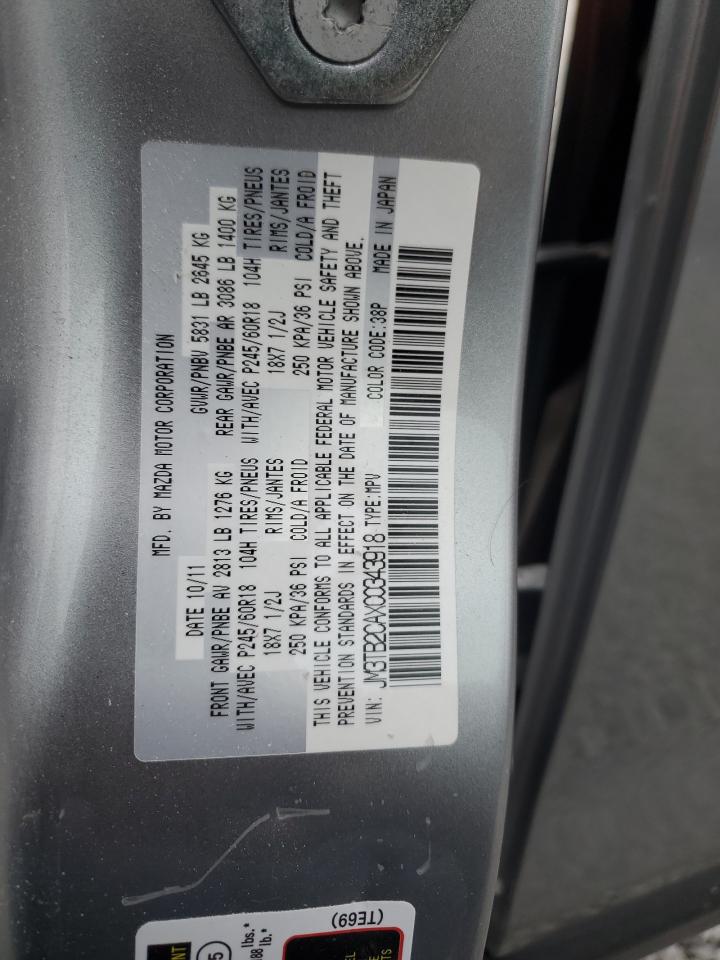 MFD. BY MAZDA MOTOR CORPORATION
DATE 10/11 GVWR/PNBV 5831 LB 2645 KG
FRONT GAWR/PNBE AV 2813 LB 1276 KG REAR GAWR/PNBE AR 3086 LB 1400 KG
WITH/AVEC P245/60R18 104H TIRES/PNEUS WITH/AVEC P245/60R18 104H TIRES/PNEUS
18X7 1/2J RIMS/JANTES 18X7 1/2J RIMS/JANTES
250 KPA/36 PSI COLD/A FROID 250 KPA/36 PSI COLD/A FROID
THIS VEHICLE CONFORMS TO ALL APPLICABLE FEDERAL MOTOR VEHICLE SAFETY AND THEFT
PREVENTION STANDARDS IN EFFECT ON THE DATE OF MANUFACTURE SHOWN ABOVE.
VIN: JM3TB2CAXC0343918 TYPE:MPV COLOR CODE:38P MADE IN JAPAN
(TE69)
lbs.*
lb.*